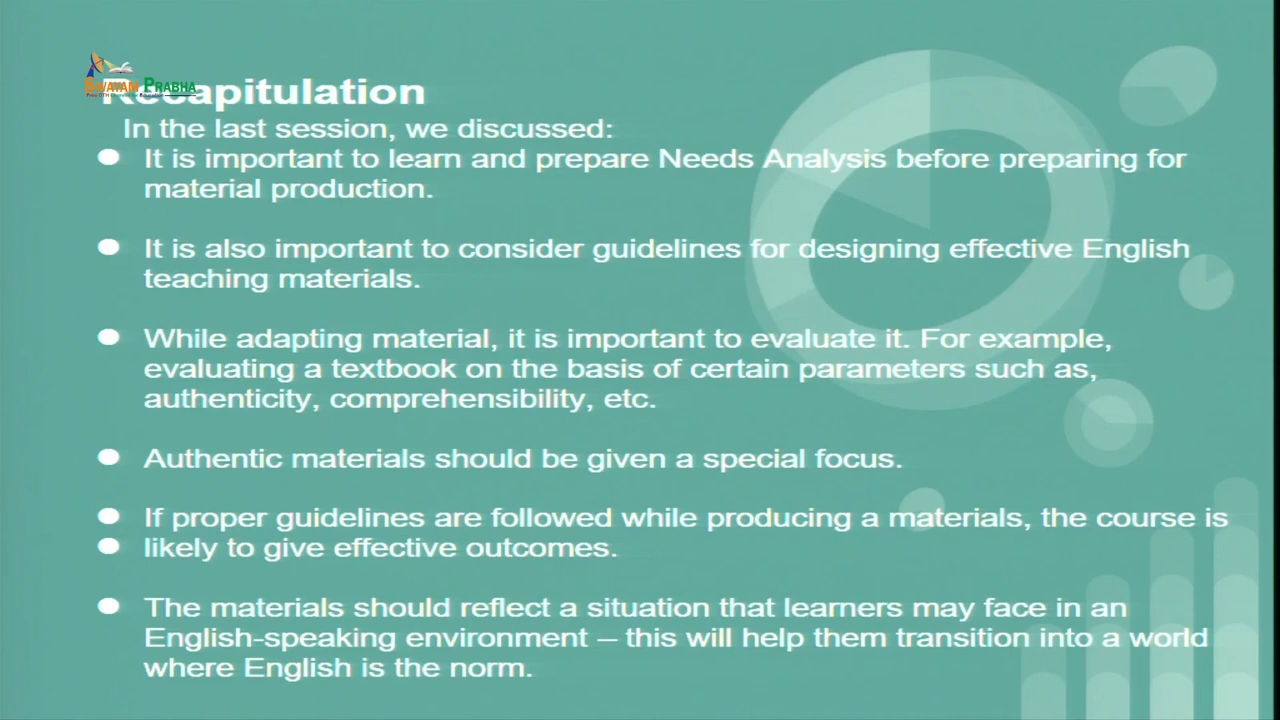 SWAYAM PRABHA
Recapitulation
In the last session, we discussed:
It is important to learn and prepare Needs Analysis before preparing for
material production.
It is also important to consider guidelines for designing effective English
teaching materials.
While adapting material, it is important to evaluate it. For example,
evaluating a textbook on the basis of certain parameters such as,
authenticity, comprehensibility, etc.
Authentic materials should be given a special focus.
If proper guidelines are followed while producing a materials, the course is
likely to give effective outcomes.
The materials should reflect a situation that learners may face in an
English-speaking environment – this will help them transition into a world
where English is the norm.